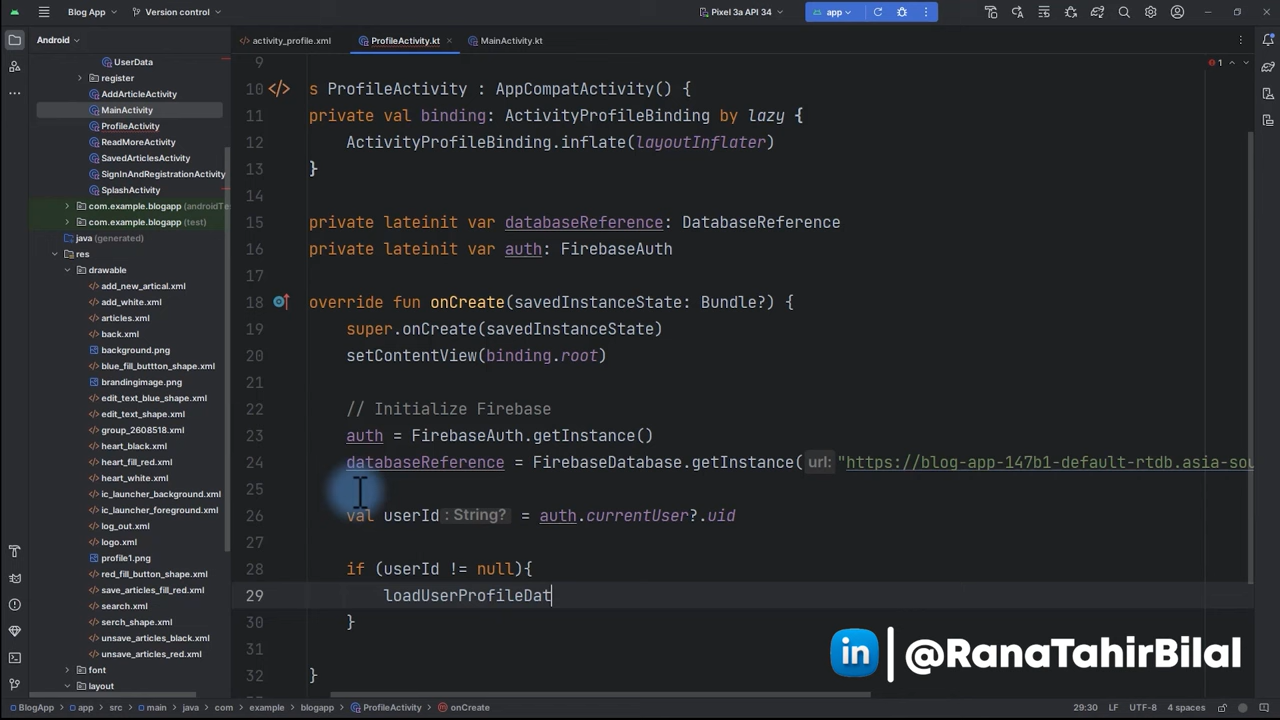 Blog App
Version control
Pixel 3a API 34
app
Android
activity_profile.xml
ProfileActivity.kt
MainActivity.kt
UserData
register
AddArticleActivity
MainActivity
ProfileActivity
ReadMoreActivity
SavedArticlesActivity
SignInAndRegistrationActivity
SplashActivity
com.example.blogapp (androidTe
com.example.blogapp (test)
java (generated)
res
drawable
add_new_artical.xml
add_white.xml
articles.xml
back.xml
background.png
blue_fill_buttton_shape.xml
brandingimage.png
edit_text_blue_shape.xml
edit_text_shape.xml
group_2608518.xml
heart_black.xml
heart_fill_red.xml
heart_white.xml
ic_launcher_background.xml
ic_launcher_foreground.xml
log_out.xml
logo.xml
profile1.png
red_fill_button_shape.xml
save_articles_fill_red.xml
search.xml
serch_shape.xml
unsave_articles_black.xml
unsave_articles_red.xml
font
layout
1
9
10 s ProfileActivity : AppCompatActivity() {
11 private val binding: ActivityProfileBinding by lazy {
12 ActivityProfileBinding.inflate(layoutInflater)
13 }
14
15 private lateinit var databaseReference: DatabaseReference
16 private lateinit var auth: FirebaseAuth
17
18 override fun onCreate(savedInstanceState: Bundle?) {
19 super.onCreate(savedInstanceState)
20 setContentView(binding.root)
21
22 // Initialize Firebase
23 auth = FirebaseAuth.getInstance()
24 databaseReference = FirebaseDatabase.getInstance( url: "https://blog-app-147b1-default-rtdb.asia-sou
25
26 val userId : String? = auth.currentUser?.uid
27
28 if (userId != null){
29 loadUserProfileDat
30 }
31
32 }
in | @RanaTahirBilal
BlogApp > app > src > main > java > com > example > blogapp > ProfileActivity > onCreate
29:30 LF UTF-8 4 spaces